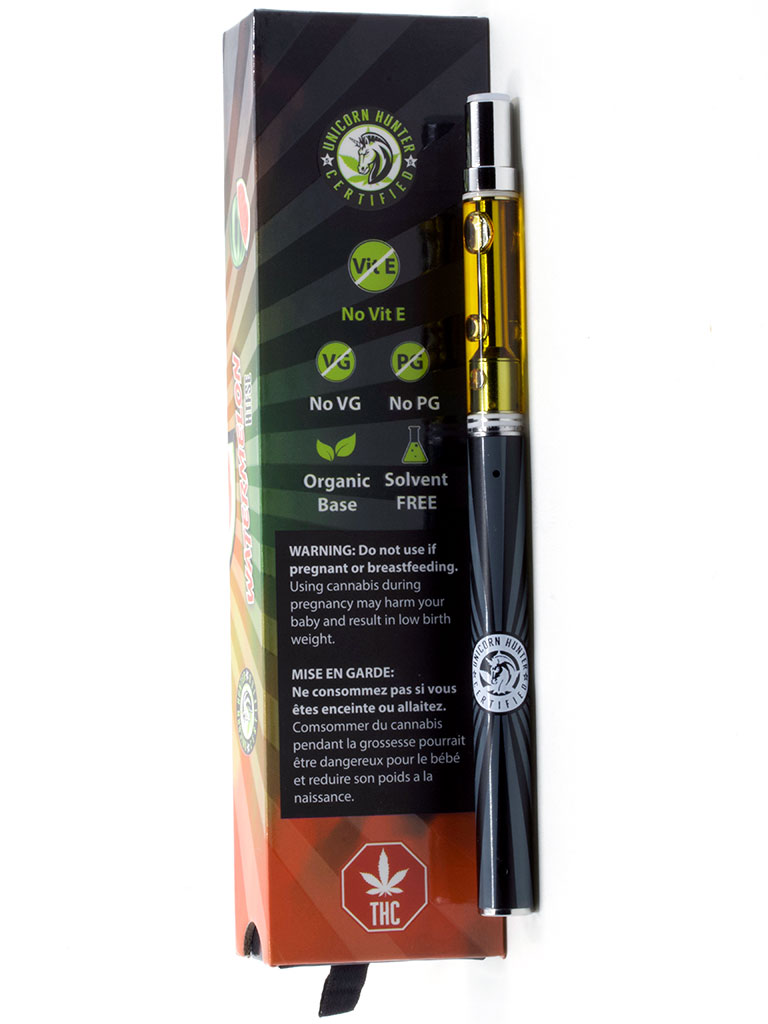 UNICORN HUNTER
CERTIFIED
Vit E
No Vit E
VG
PG
No VG
No PG
Organic
Base
Solvent
FREE
WARNING: Do not use if
pregnant or breastfeeding.
Using cannabis during
pregnancy may harm your
baby and result in low birth
weight.
MISE EN GARDE:
Ne consommez pas si vous
êtes enceinte ou allaitez.
Comsommer du cannabis
pendant la grossesse pourrait
être dangereux pour le bébé
et reduire son poids a la
naissance.
THC
WATERMELON
UNICORN HUNTER
CERTIFIED